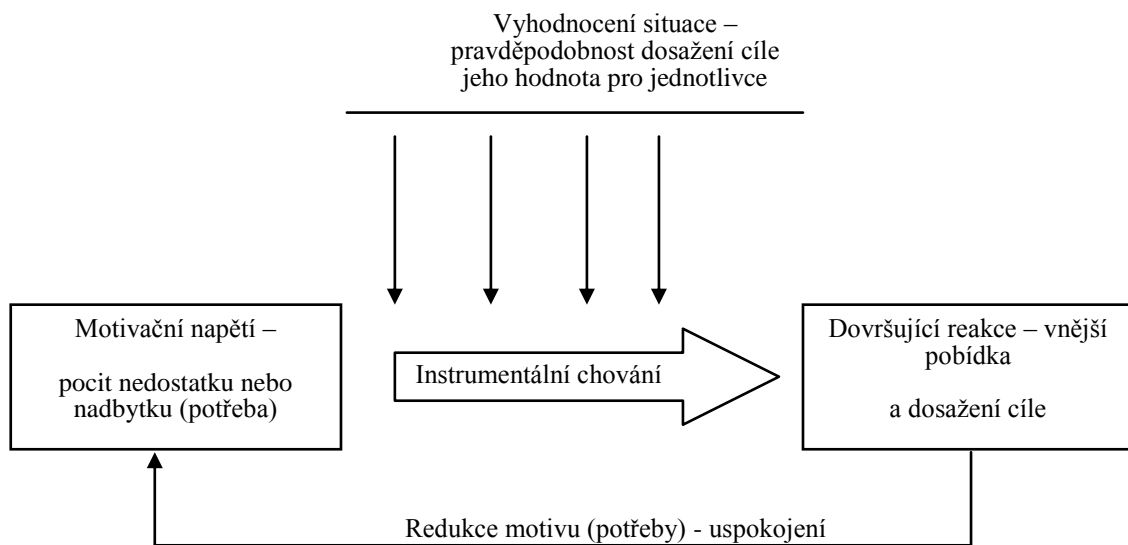 Vyhodnocení situace –
pravděpodobnost dosažení cíle
jeho hodnota pro jednotlivce
Motivační napětí –
pocit nedostatku nebo
nadbytku (potřeba)
Instrumentální chování
Dovršující reakce – vnější
pobídka
a dosažení cíle
Redukce motivu (potřeby) - uspokojení